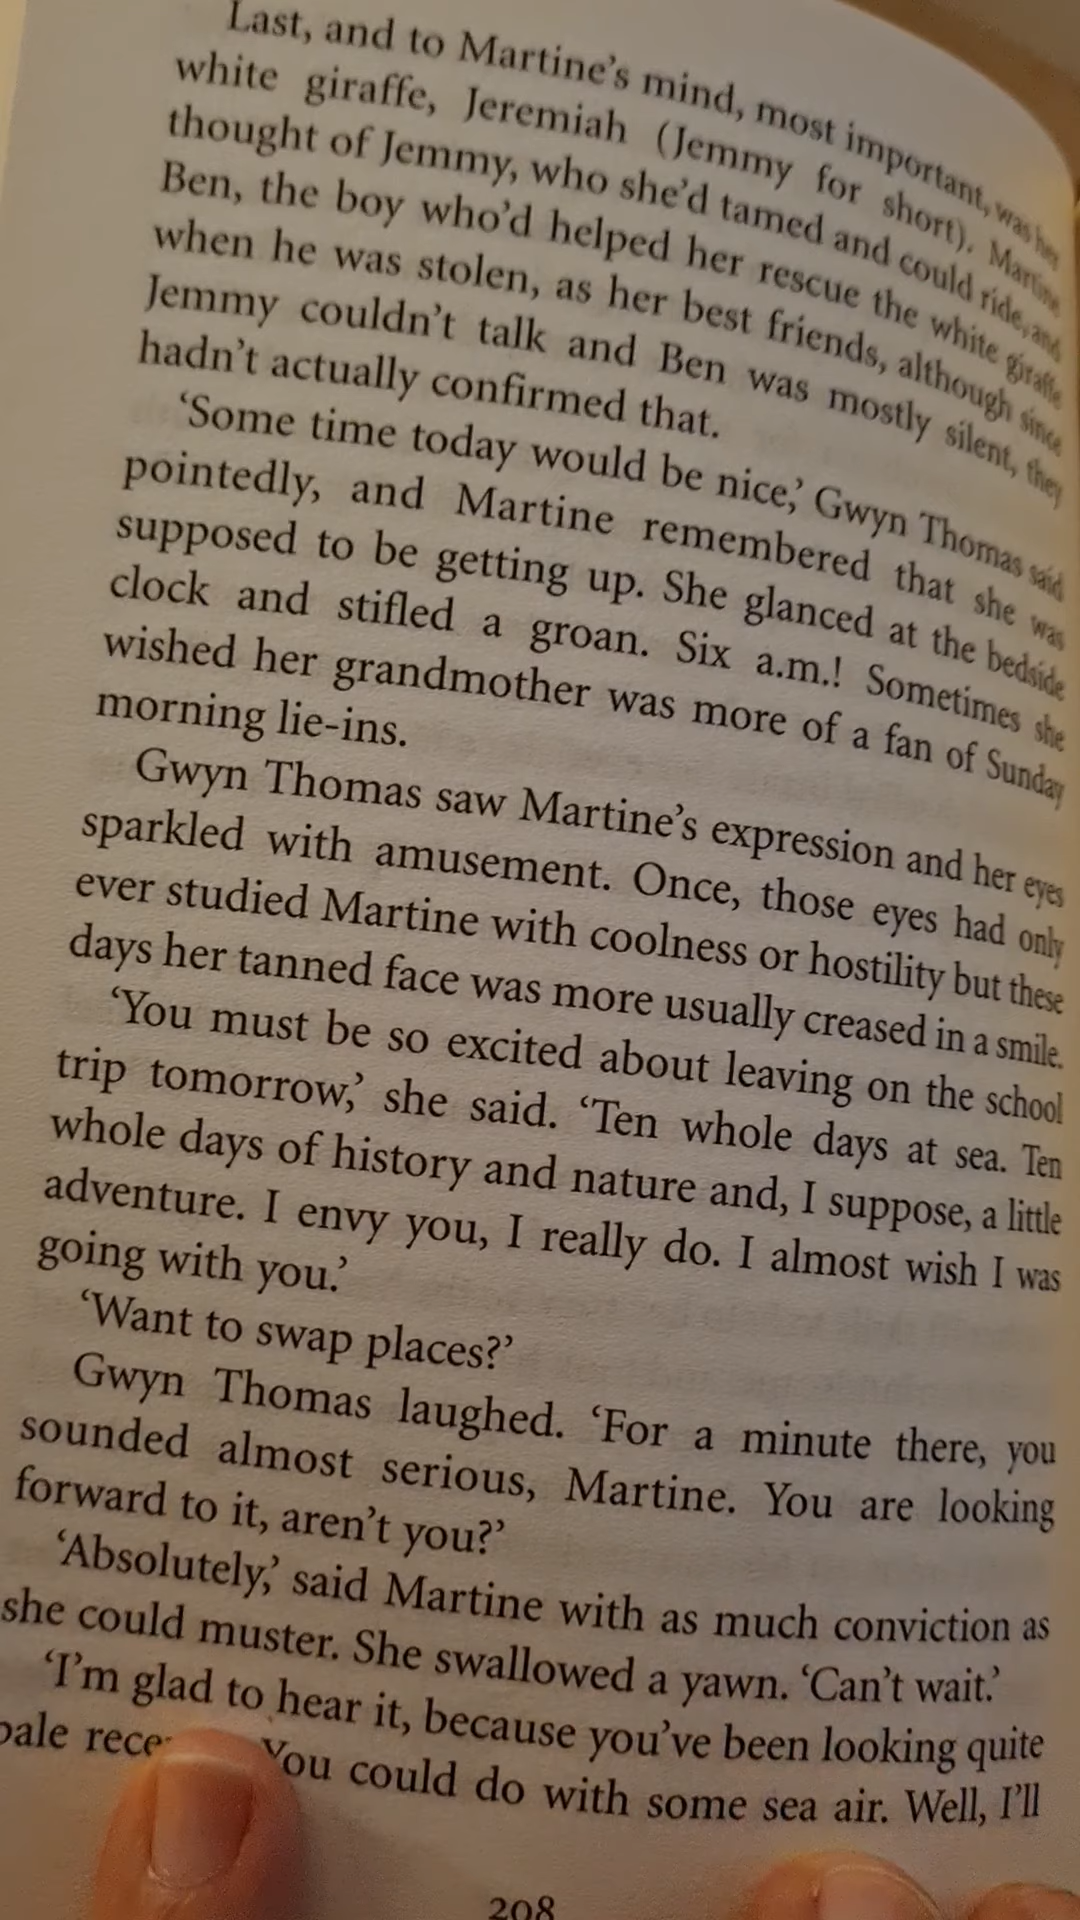 Last, and to Martine's mind, most important, was her
white giraffe, Jeremiah (Jemmy for short). Martine
thought of Jemmy, who she'd tamed and could ride, and
Ben, the boy who'd helped her rescue the white giraffe
when he was stolen, as her best friends, although since
Jemmy couldn't talk and Ben was mostly silent, they
hadn't actually confirmed that.
‘Some time today would be nice,’ Gwyn Thomas said
pointedly, and Martine remembered that she was
supposed to be getting up. She glanced at the bedside
clock and stifled a groan. Six a.m.! Sometimes she
wished her grandmother was more of a fan of Sunday
morning lie-ins.
Gwyn Thomas saw Martine's expression and her eyes
sparkled with amusement. Once, those eyes had only
ever studied Martine with coolness or hostility but these
days her tanned face was more usually creased in a smile.
‘You must be so excited about leaving on the school
trip tomorrow,’ she said. ‘Ten whole days at sea. Ten
whole days of history and nature and, I suppose, a little
adventure. I envy you, I really do. I almost wish I was
going with you.’
‘Want to swap places?’
Gwyn Thomas laughed. ‘For a minute there, you
sounded almost serious, Martine. You are looking
forward to it, aren't you?’
‘Absolutely,’ said Martine with as much conviction as
she could muster. She swallowed a yawn. ‘Can't wait.’
‘I'm glad to hear it, because you've been looking quite
pale You could do with some sea air. Well, I'll
208